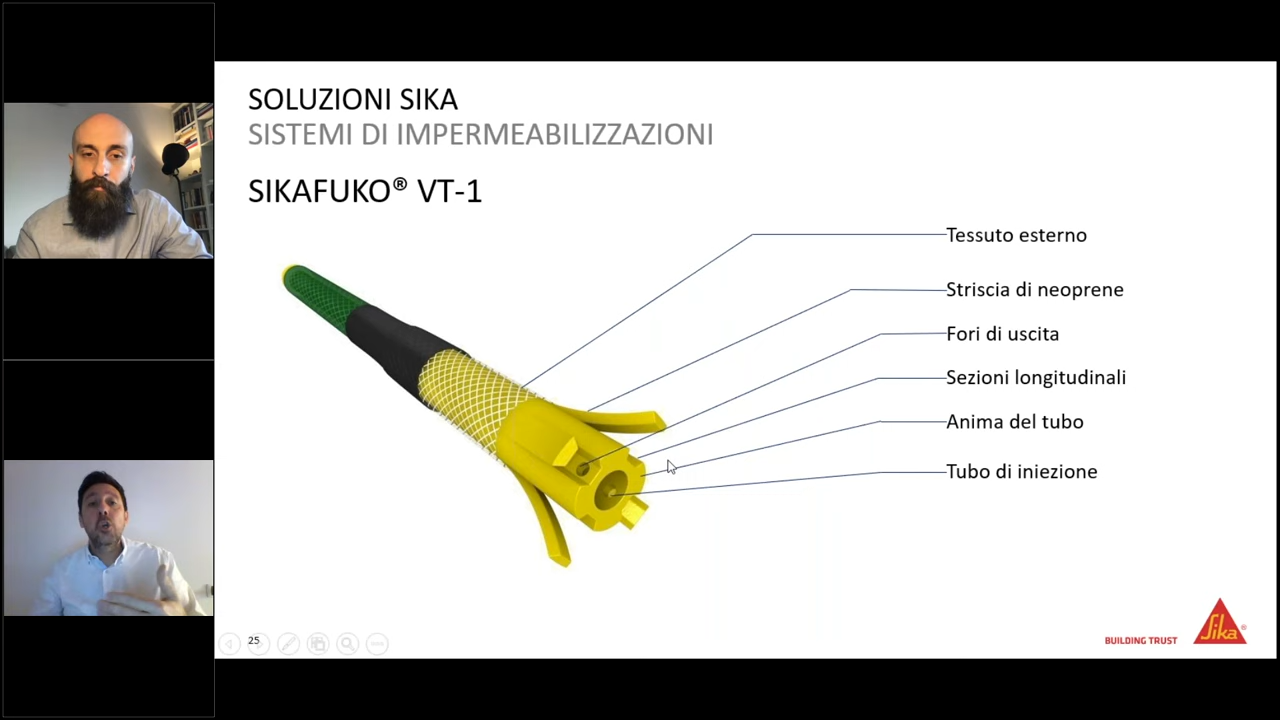 SOLUZIONI SIKA
SISTEMI DI IMPERMEABILIZZAZIONI
SIKAFUKO® VT-1
Tessuto esterno
Striscia di neoprene
Fori di uscita
Sezioni longitudinali
Anima del tubo
Tubo di iniezione
25
BUILDING TRUST
Sika®